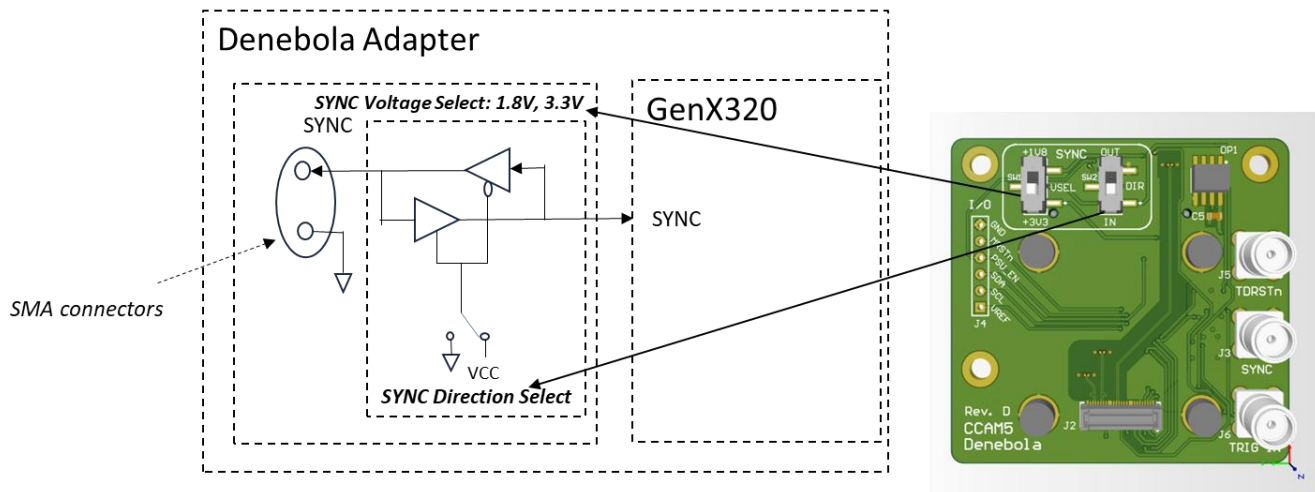 Denebola Adapter
SYNC Voltage Select: 1.8V, 3.3V
SYNC
GenX320
SYNC
SMA connectors
VCC
SYNC Direction Select
+1V8
SYNC
OUT
OP1
SW1
VSEL
SW2
DIR
I/O
+3V3
IN
C5
GND
MRSTn
PSU_EN
SDA
SCL
VREF
J4
J5
TDRSTn
J3
SYNC
Rev. D
CCAM5
Denebola
J2
J6
TRIG IN
N